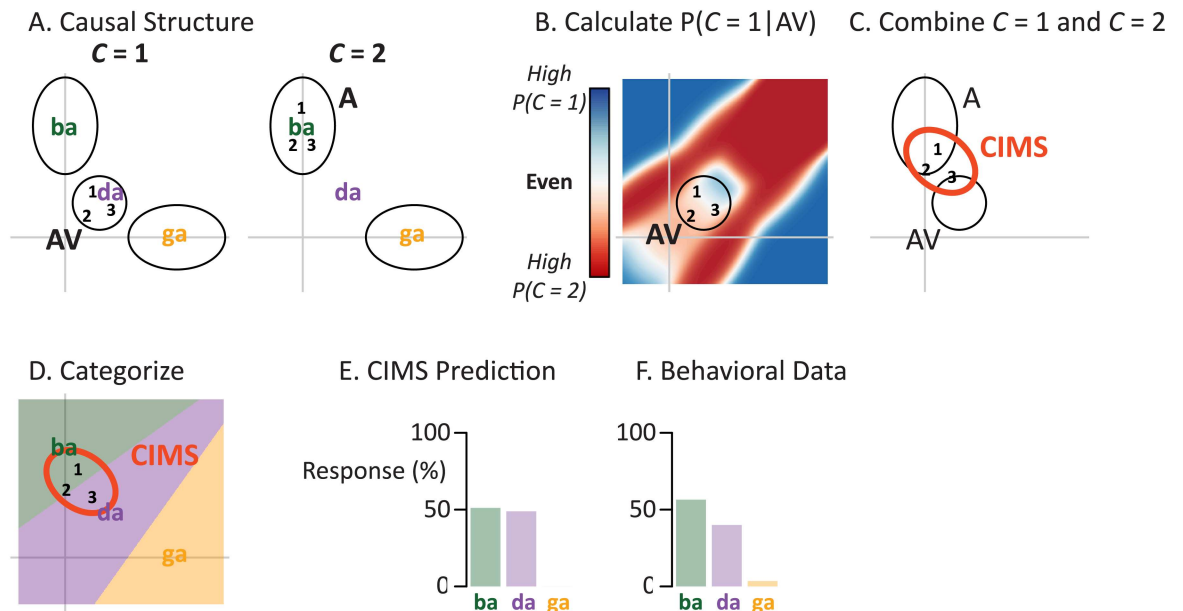 A. Causal Structure
C = 1
C = 2
ba
1
da
2
3
AV
ga
A
1
ba
2 3
da
ga
B. Calculate P(C = 1|AV)
High
P(C = 1)
Even
High
P(C = 2)
1
2
3
AV
C. Combine C = 1 and C = 2
A
CIMS
1
2
3
AV
D. Categorize
ba
CIMS
1
2
3
da
ga
E. CIMS Prediction
100
Response (%)
50
0
ba da ga
F. Behavioral Data
100
50
0
ba da ga